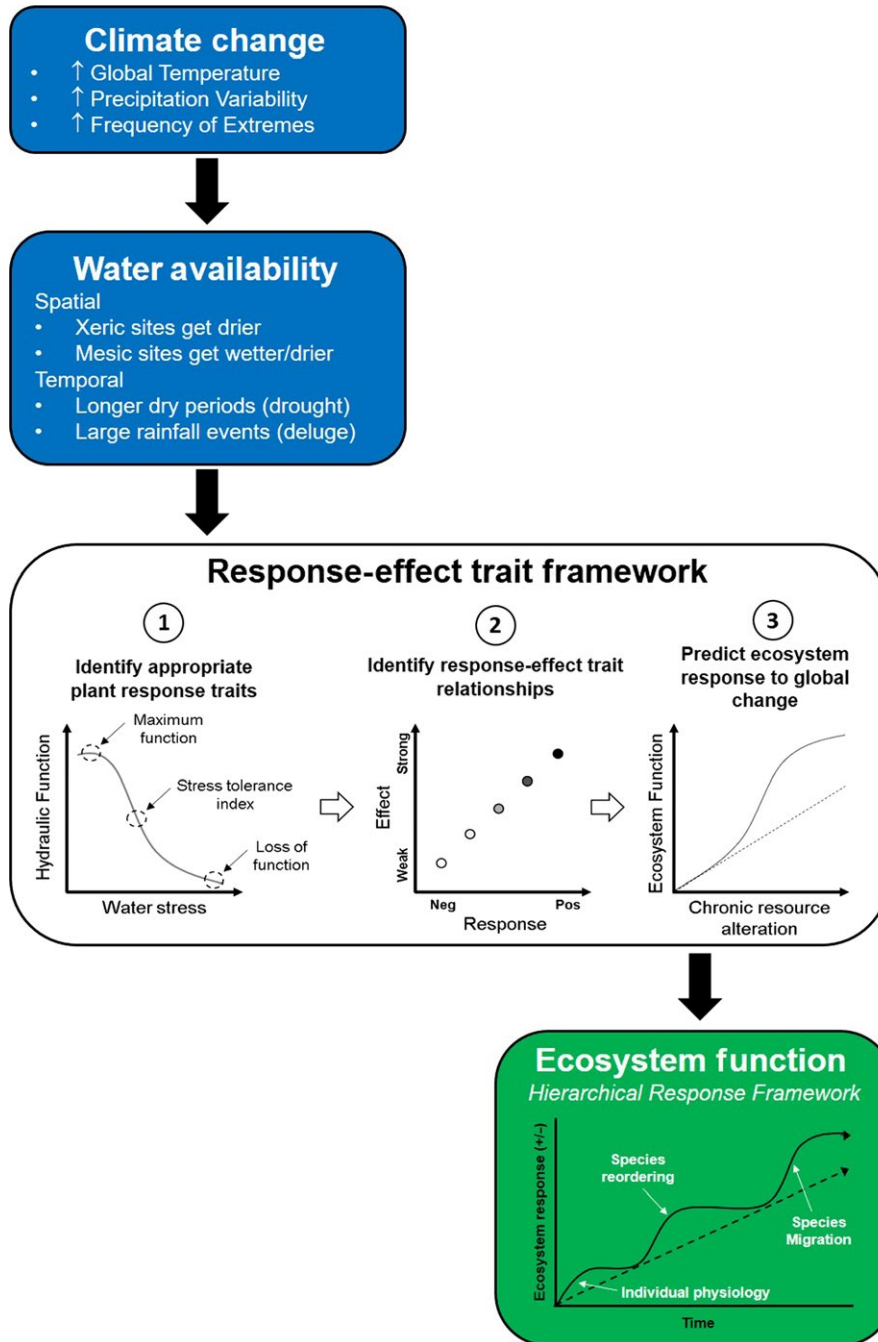 Climate change
• ↑ Global Temperature
• ↑ Precipitation Variability
• ↑ Frequency of Extremes
Water availability
Spatial
• Xeric sites get drier
• Mesic sites get wetter/drier
Temporal
• Longer dry periods (drought)
• Large rainfall events (deluge)
Response-effect trait framework
1
Identify appropriate
plant response traits
Hydraulic Function
Maximum
function
Stress tolerance
index
Loss of
function
Water stress
2
Identify response-effect trait
relationships
Effect
Strong
Weak
Neg
Pos
Response
3
Predict ecosystem
response to global
change
Ecosystem Function
Chronic resource
alteration
Ecosystem function
Hierarchical Response Framework
Ecosystem response (+/–)
Species
reordering
Species
Migration
Individual physiology
Time